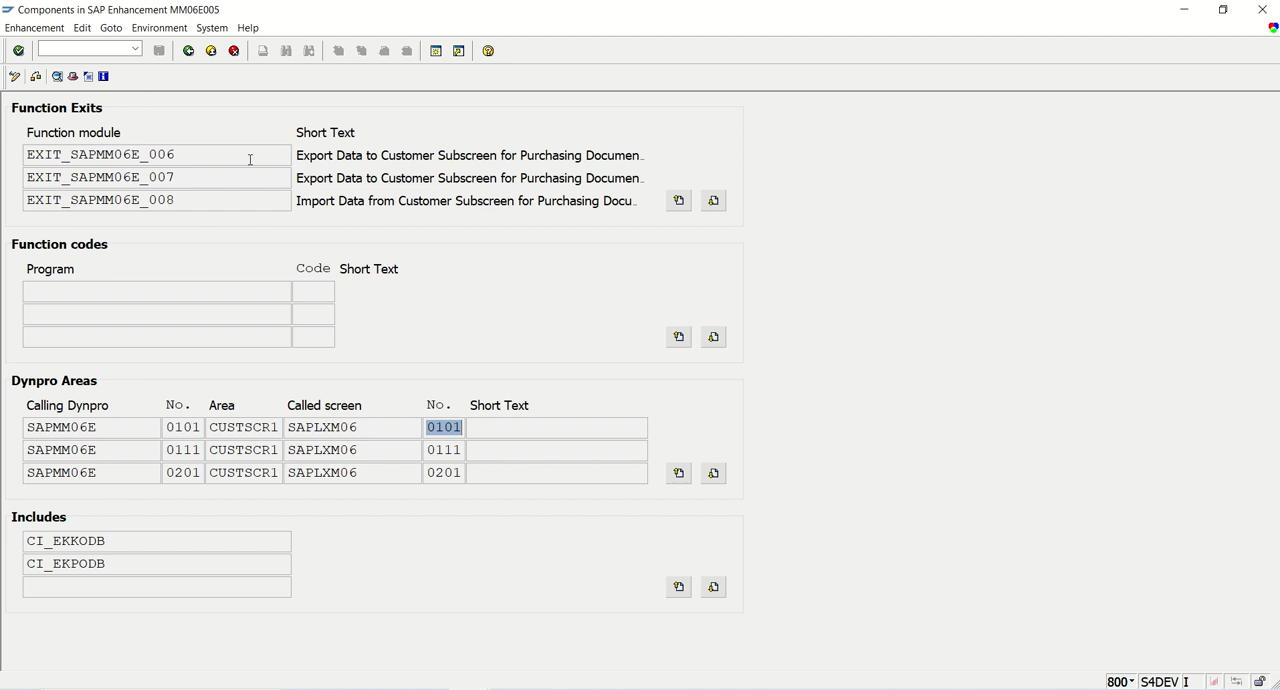 Components in SAP Enhancement MM06E005
Enhancement Edit Goto Environment System Help
Function Exits
Function module Short Text
EXIT_SAPMM06E_006 Export Data to Customer Subscreen for Purchasing Documen..
EXIT_SAPMM06E_007 Export Data to Customer Subscreen for Purchasing Documen..
EXIT_SAPMM06E_008 Import Data from Customer Subscreen for Purchasing Docu..
Function codes
Program Code Short Text
Dynpro Areas
Calling Dynpro No. Area Called screen No. Short Text
SAPMM06E 0101 CUSTSCR1 SAPLXM06 0101
SAPMM06E 0111 CUSTSCR1 SAPLXM06 0111
SAPMM06E 0201 CUSTSCR1 SAPLXM06 0201
Includes
CI_EKKODB
CI_EKPODB
800 S4DEV